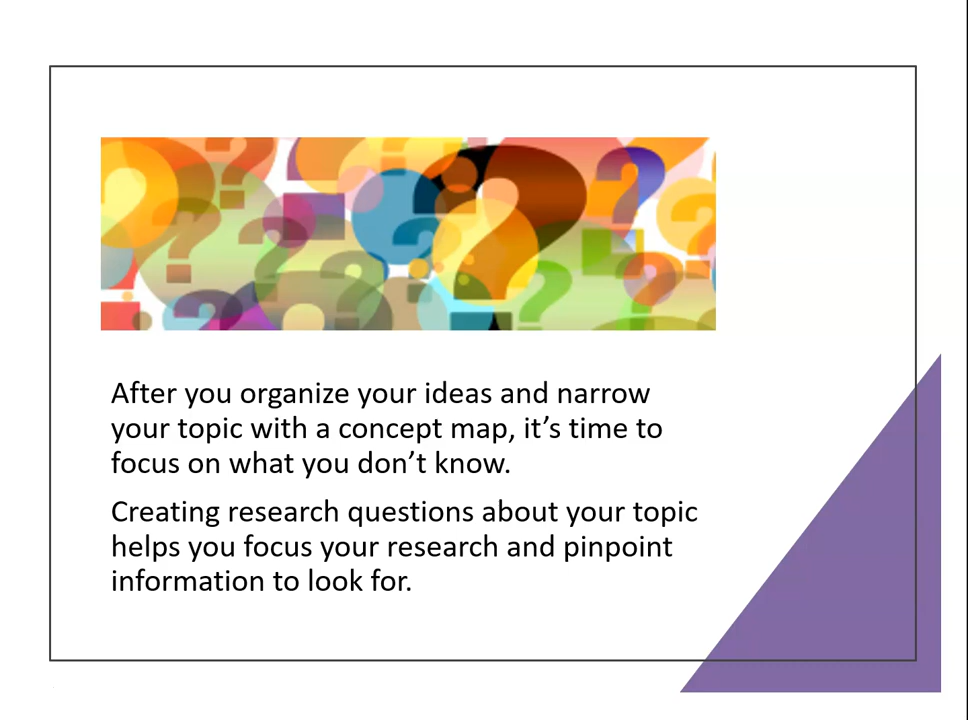 After you organize your ideas and narrow
your topic with a concept map, it’s time to
focus on what you don’t know.
Creating research questions about your topic
helps you focus your research and pinpoint
information to look for.